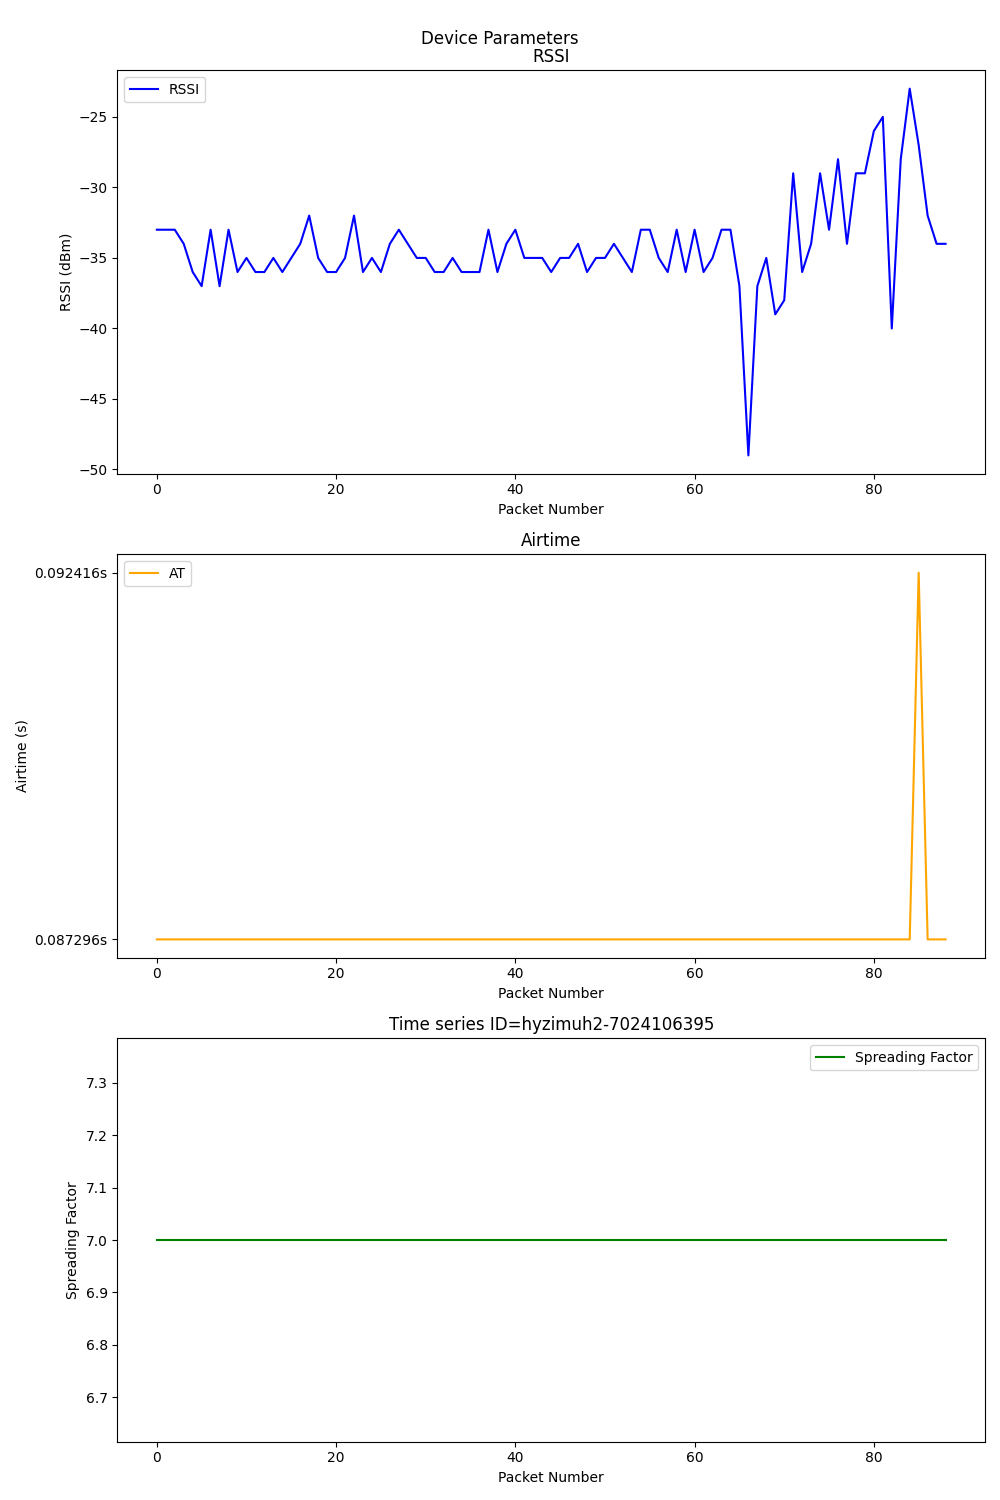 Device Parameters
RSSI
RSSI
−25
−30
−35
−40
−45
−50
RSSI (dBm)
0 20 40 60 80
Packet Number
Airtime
AT
0.092416s
0.087296s
Airtime (s)
0 20 40 60 80
Packet Number
Time series ID=hyzimuh2-7024106395
Spreading Factor
7.3
7.2
7.1
7.0
6.9
6.8
6.7
Spreading Factor
0 20 40 60 80
Packet Number